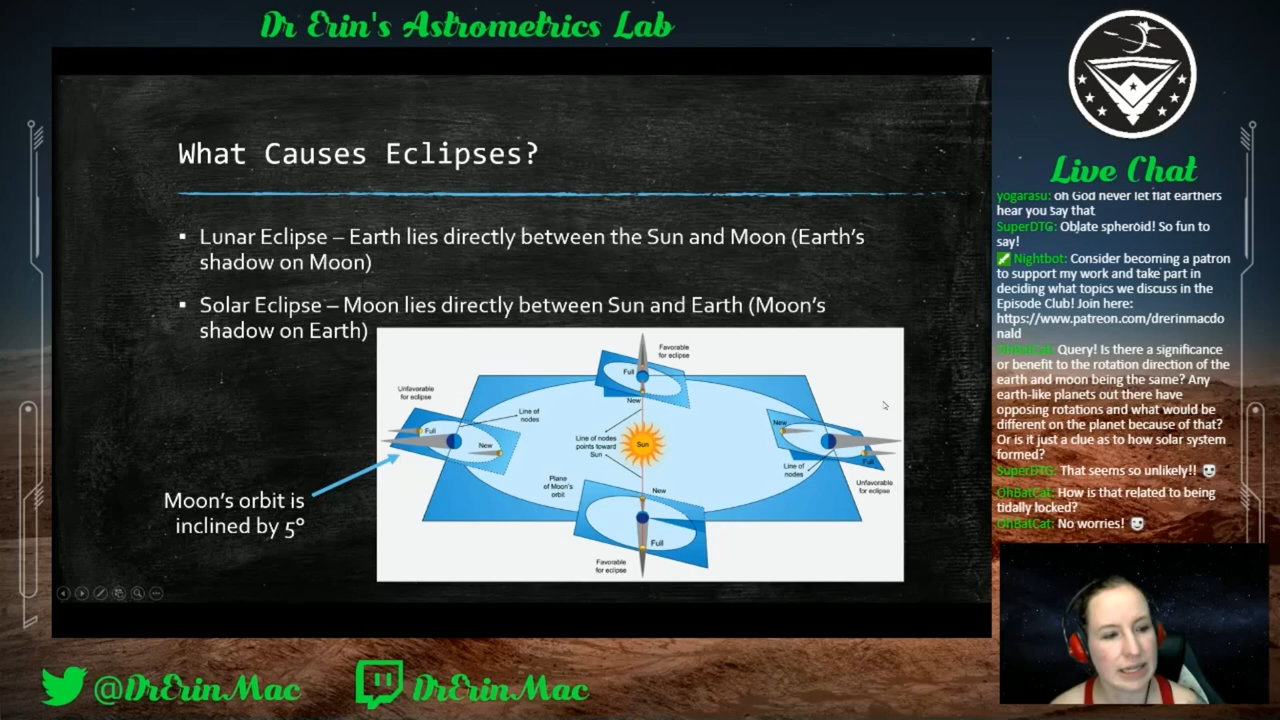 Dr Erin's Astrometrics Lab
What Causes Eclipses?
▪ Lunar Eclipse – Earth lies directly between the Sun and Moon (Earth's
shadow on Moon)
▪ Solar Eclipse – Moon lies directly between Sun and Earth (Moon's
shadow on Earth)
Favorable
for eclipse
Full
New
Unfavorable
for eclipse
Full
New
Line of
nodes
Line of nodes
points toward
Sun
Sun
New
Line of
nodes
Full
Unfavorable
for eclipse
Plane
of Moon's
orbit
New
Full
Favorable
for eclipse
Moon's orbit is
inclined by 5º
Live Chat
yogarasu: oh God never let flat earthers
hear you say that
SuperDTG: Oblate spheroid! So fun to
say!
Nightbot: Consider becoming a patron
to support my work and take part in
deciding what topics we discuss in the
Episode Club! Join here:
https://www.patreon.com/drerinmacdo
nald
OhBatCat: Query! Is there a significance
or benefit to the rotation direction of the
earth and moon being the same? Any
earth-like planets out there have
opposing rotations and what would be
different on the planet because of that?
Or is it just a clue as to how solar system
formed?
SuperDTG: That seems so unlikely!!
OhBatCat: How is that related to being
tidally locked?
OhBatCat: No worries!
@DrErinMac
DrErinMac